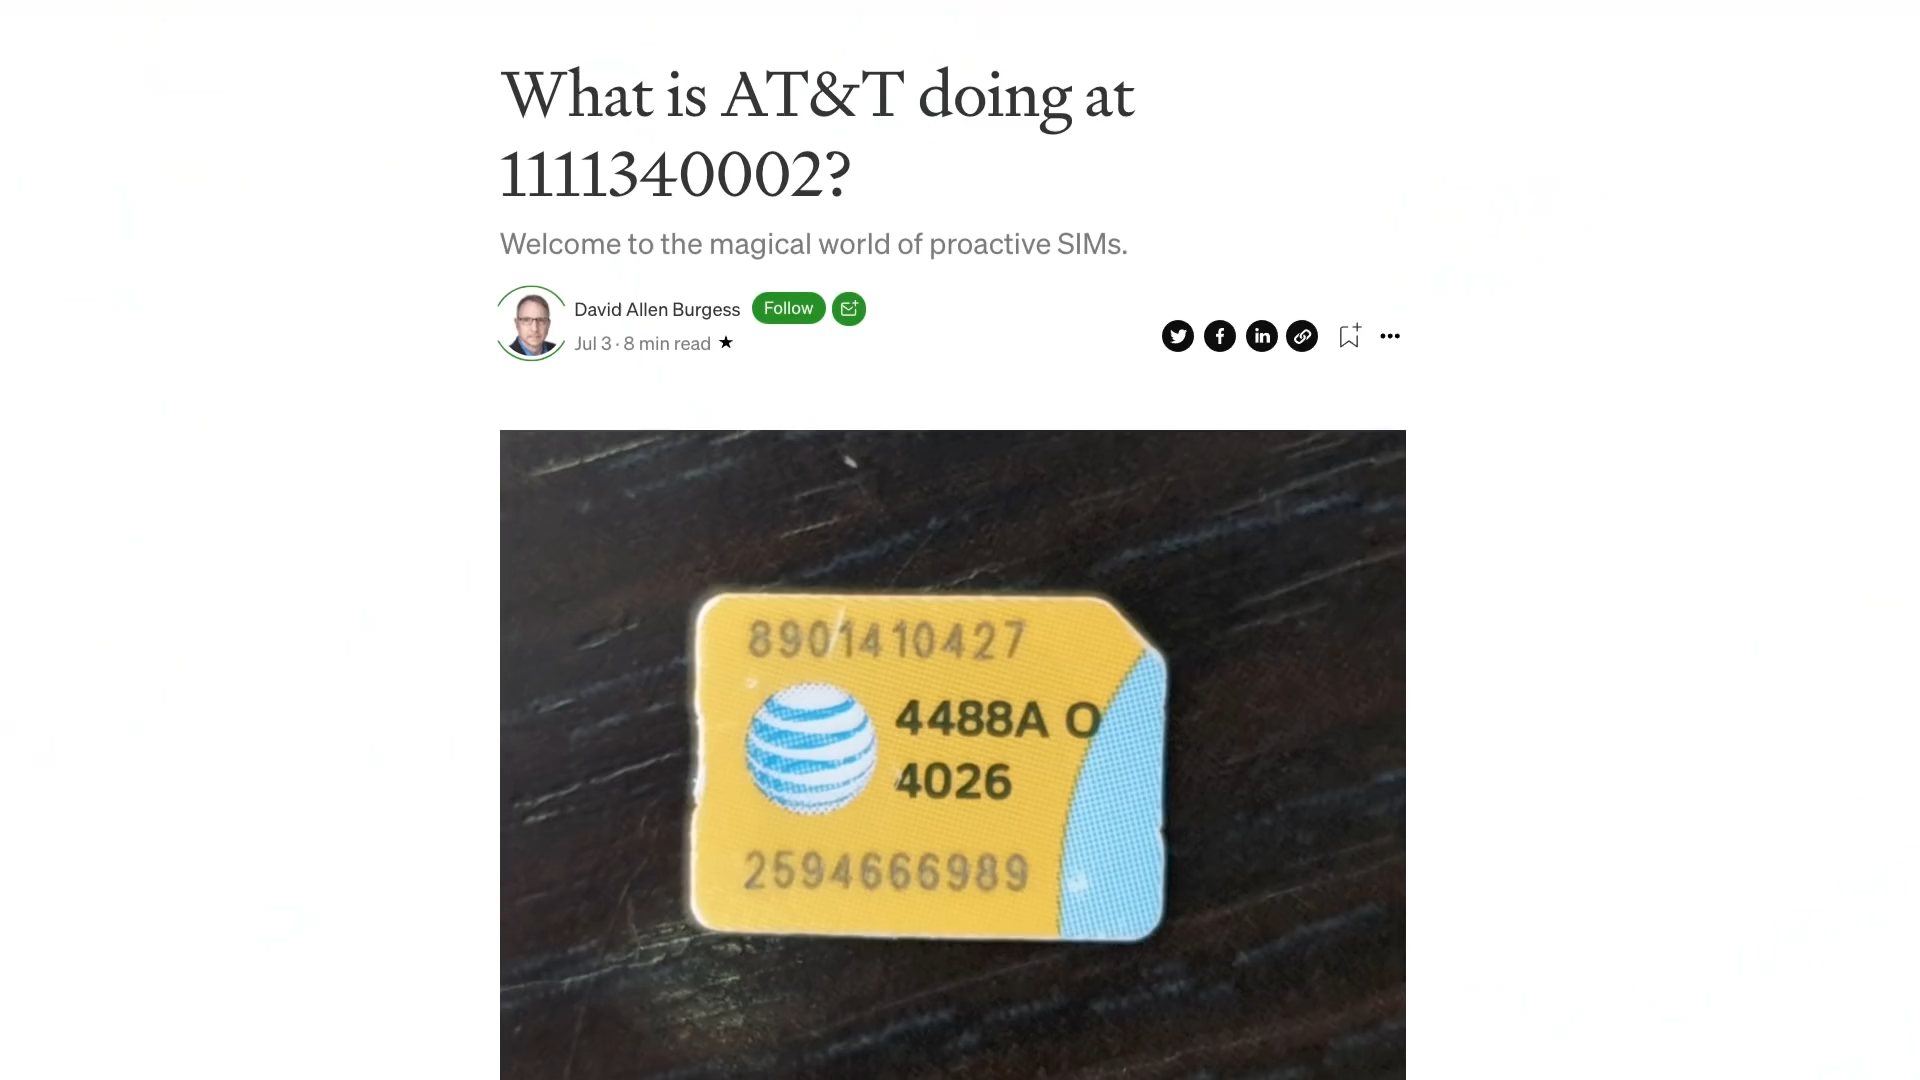 What is AT&T doing at
1111340002?
Welcome to the magical world of proactive SIMs.
David Allen Burgess Follow
Jul 3 · 8 min read ★
8901410427
4488A O
4026
2594666989